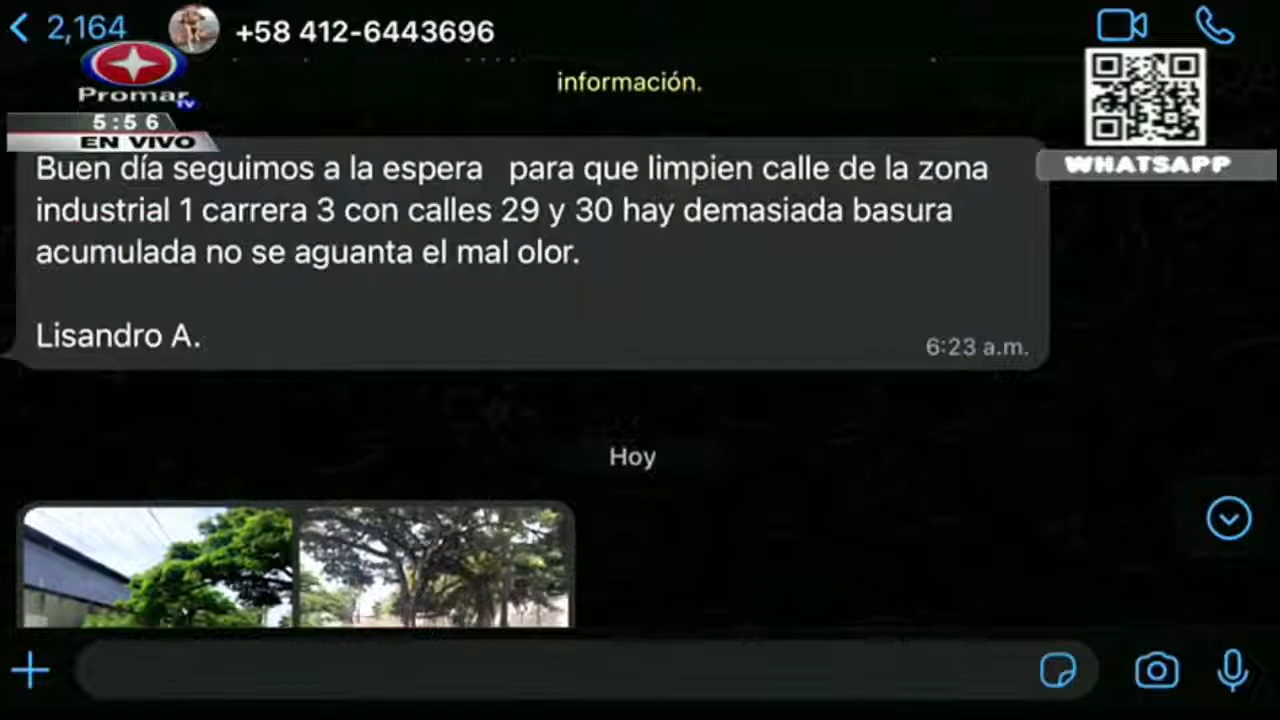 2,164
+58 412-6443696
información.
Promar TV
5:56
EN VIVO
WHATSAPP
Buen día seguimos a la espera para que limpien calle de la zona
industrial 1 carrera 3 con calles 29 y 30 hay demasiada basura
acumulada no se aguanta el mal olor.
Lisandro A.
6:23 a.m.
Hoy